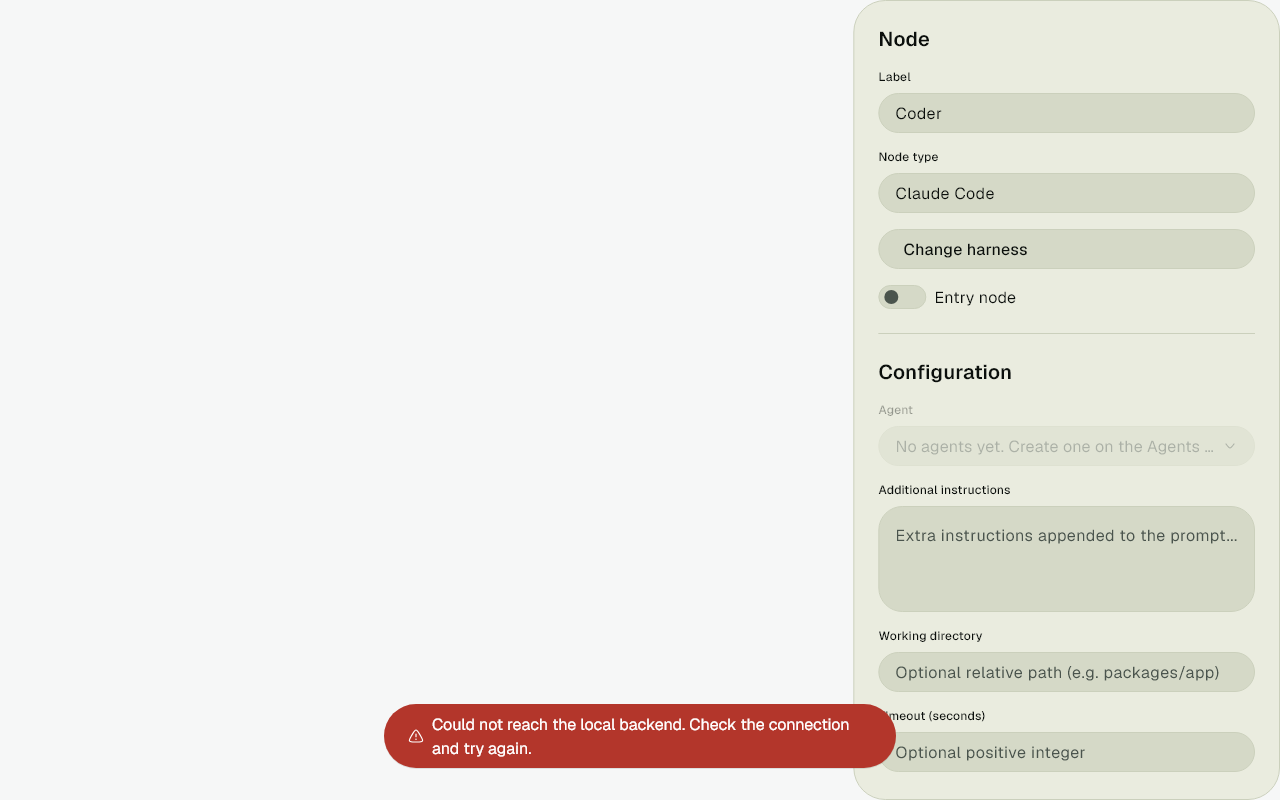 Node
Label
Coder
Node type
Claude Code
Change harness
Entry node
Configuration
Agent
No agents yet. Create one on the Agents ...
Additional instructions
Extra instructions appended to the prompt...
Working directory
Optional relative path (e.g. packages/app)
(seconds)
Optional positive integer
Could not reach the local backend. Check the connection
and try again.